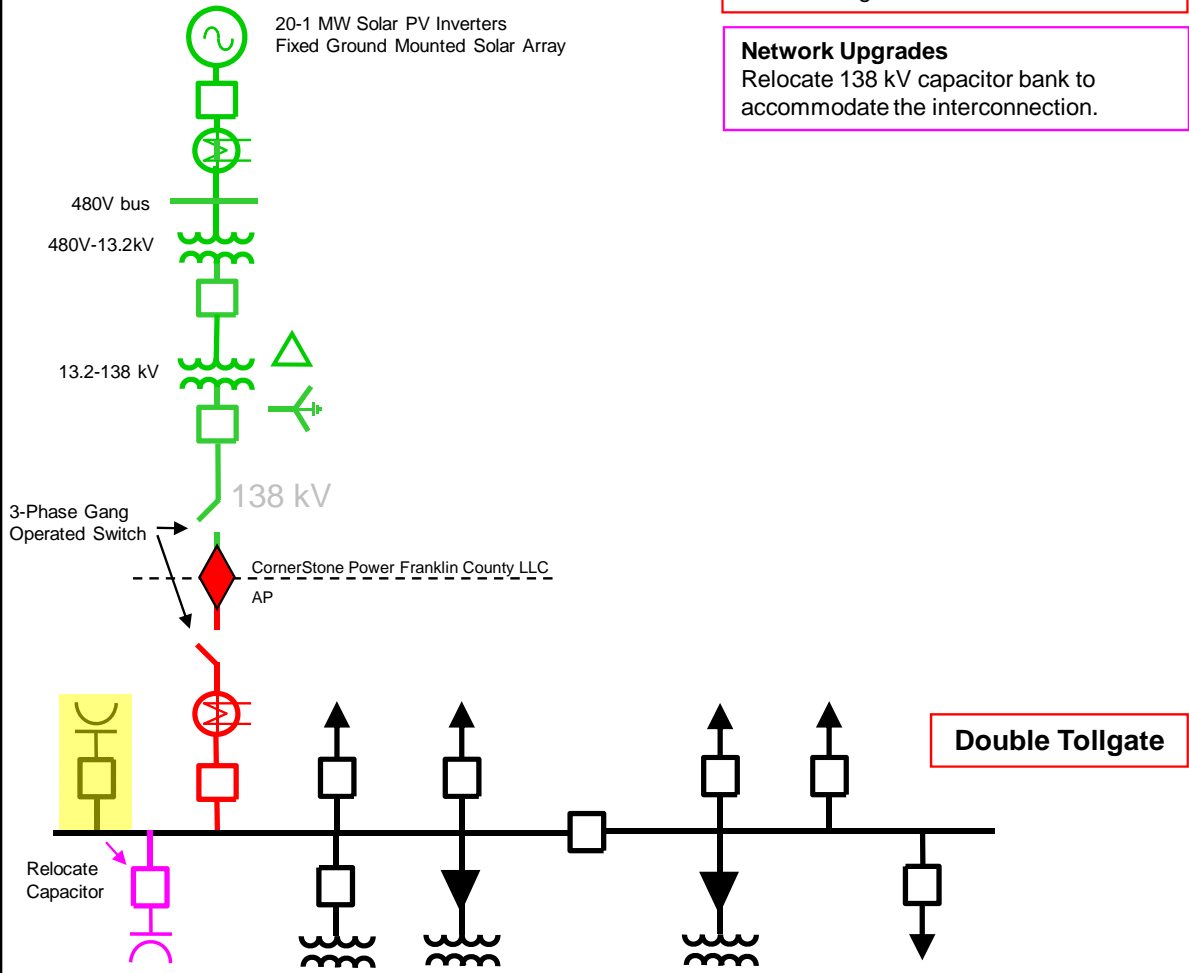 20-1 MW Solar PV Inverters
Fixed Ground Mounted Solar Array
Network Upgrades
Relocate 138 kV capacitor bank to
accommodate the interconnection.
480V bus
480V-13.2kV
13.2-138 kV
138 kV
3-Phase Gang
Operated Switch
CornerStone Power Franklin County LLC
AP
Double Tollgate
Relocate
Capacitor